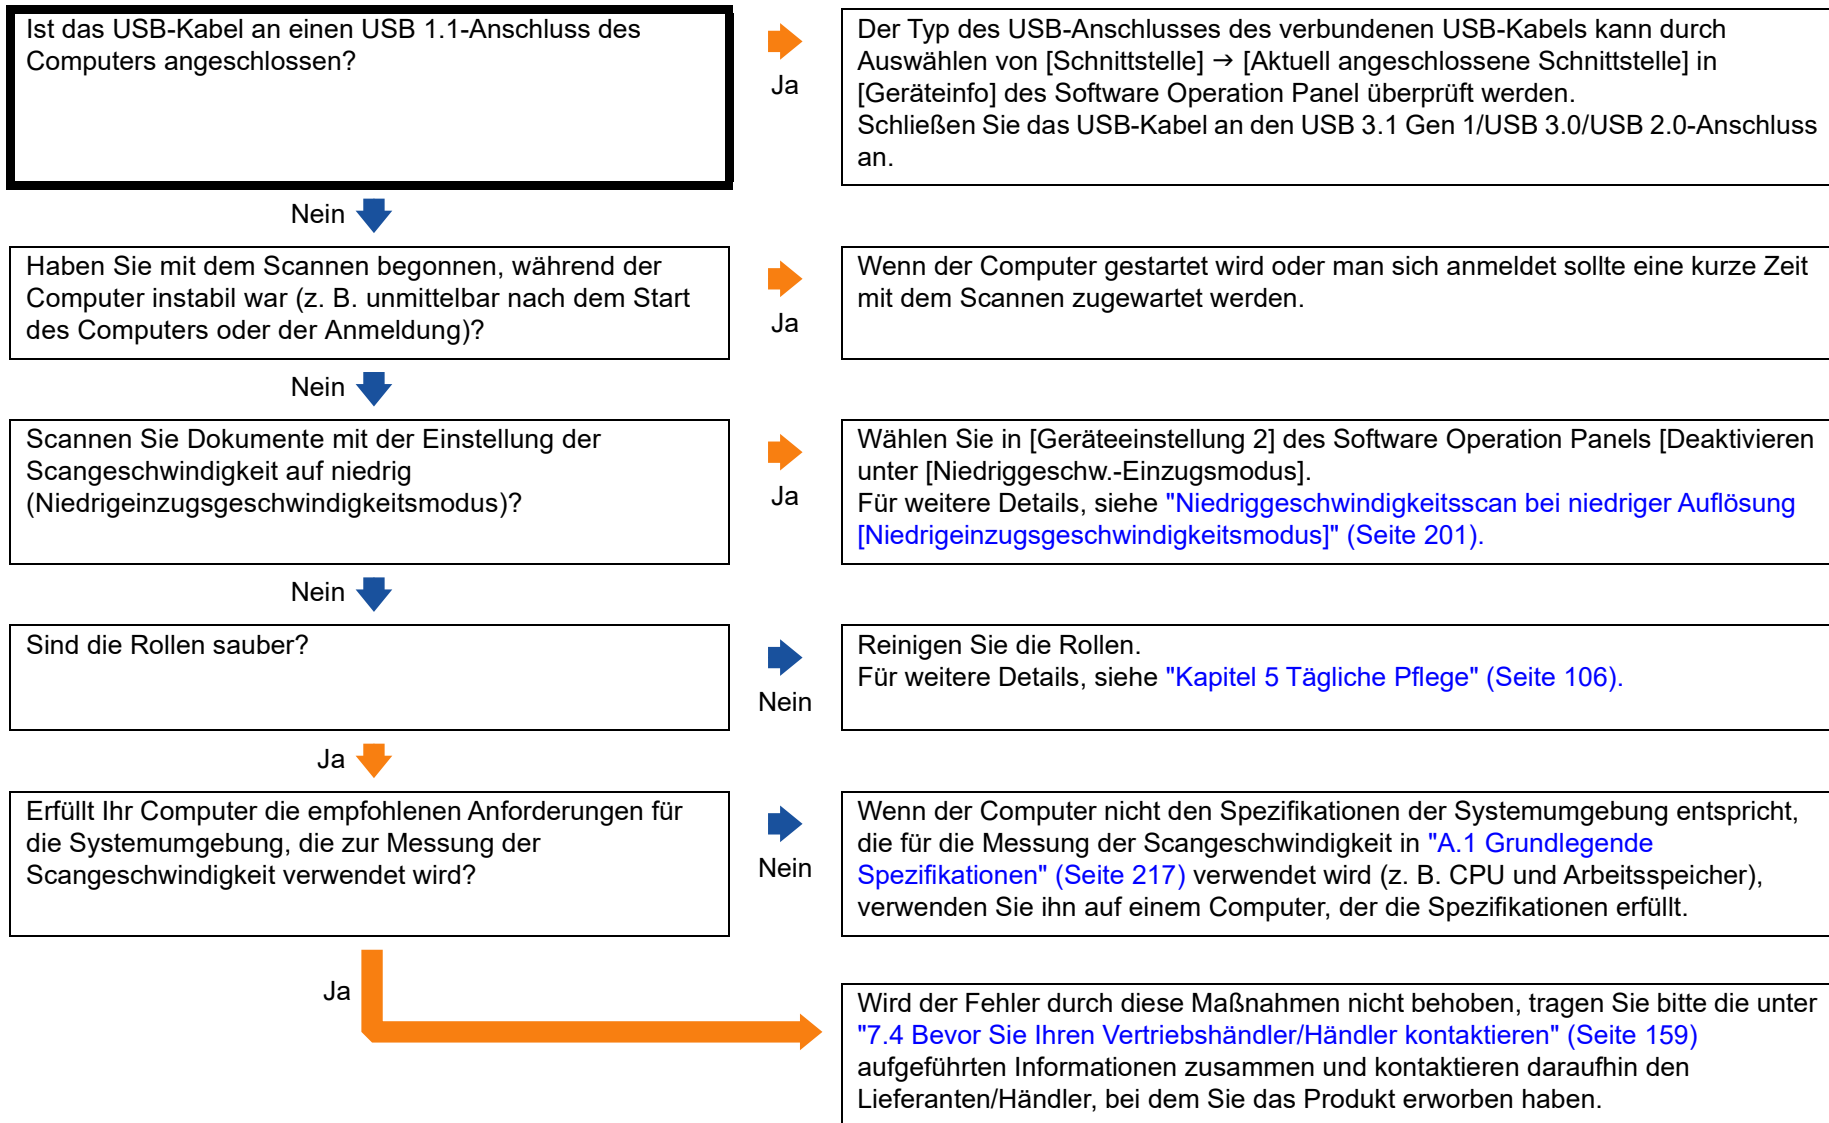 Ist das USB-Kabel an einen USB 1.1-Anschluss des
Computers angeschlossen?
Ja
Der Typ des USB-Anschlusses des verbundenen USB-Kabels kann durch
Auswählen von [Schnittstelle] → [Aktuell angeschlossene Schnittstelle] in
[Geräteinfo] des Software Operation Panel überprüft werden.
Schließen Sie das USB-Kabel an den USB 3.1 Gen 1/USB 3.0/USB 2.0-Anschluss
an.
Nein
Haben Sie mit dem Scannen begonnen, während der
Computer instabil war (z. B. unmittelbar nach dem Start
des Computers oder der Anmeldung)?
Ja
Wenn der Computer gestartet wird oder man sich anmeldet sollte eine kurze Zeit
mit dem Scannen zugewartet werden.
Nein
Scannen Sie Dokumente mit der Einstellung der
Scangeschwindigkeit auf niedrig
(Niedrigeinzugsgeschwindigkeitsmodus)?
Ja
Wählen Sie in [Geräteeinstellung 2] des Software Operation Panels [Deaktivieren
unter [Niedriggeschw.-Einzugsmodus].
Für weitere Details, siehe "Niedriggeschwindigkeitsscan bei niedriger Auflösung
[Niedrigeinzugsgeschwindigkeitsmodus]" (Seite 201).
Nein
Sind die Rollen sauber?
Nein
Reinigen Sie die Rollen.
Für weitere Details, siehe "Kapitel 5 Tägliche Pflege" (Seite 106).
Ja
Erfüllt Ihr Computer die empfohlenen Anforderungen für
die Systemumgebung, die zur Messung der
Scangeschwindigkeit verwendet wird?
Nein
Wenn der Computer nicht den Spezifikationen der Systemumgebung entspricht,
die für die Messung der Scangeschwindigkeit in "A.1 Grundlegende
Spezifikationen" (Seite 217) verwendet wird (z. B. CPU und Arbeitsspeicher),
verwenden Sie ihn auf einem Computer, der die Spezifikationen erfüllt.
Ja
Wird der Fehler durch diese Maßnahmen nicht behoben, tragen Sie bitte die unter
"7.4 Bevor Sie Ihren Vertriebshändler/Händler kontaktieren" (Seite 159)
aufgeführten Informationen zusammen und kontaktieren daraufhin den
Lieferanten/Händler, bei dem Sie das Produkt erworben haben.